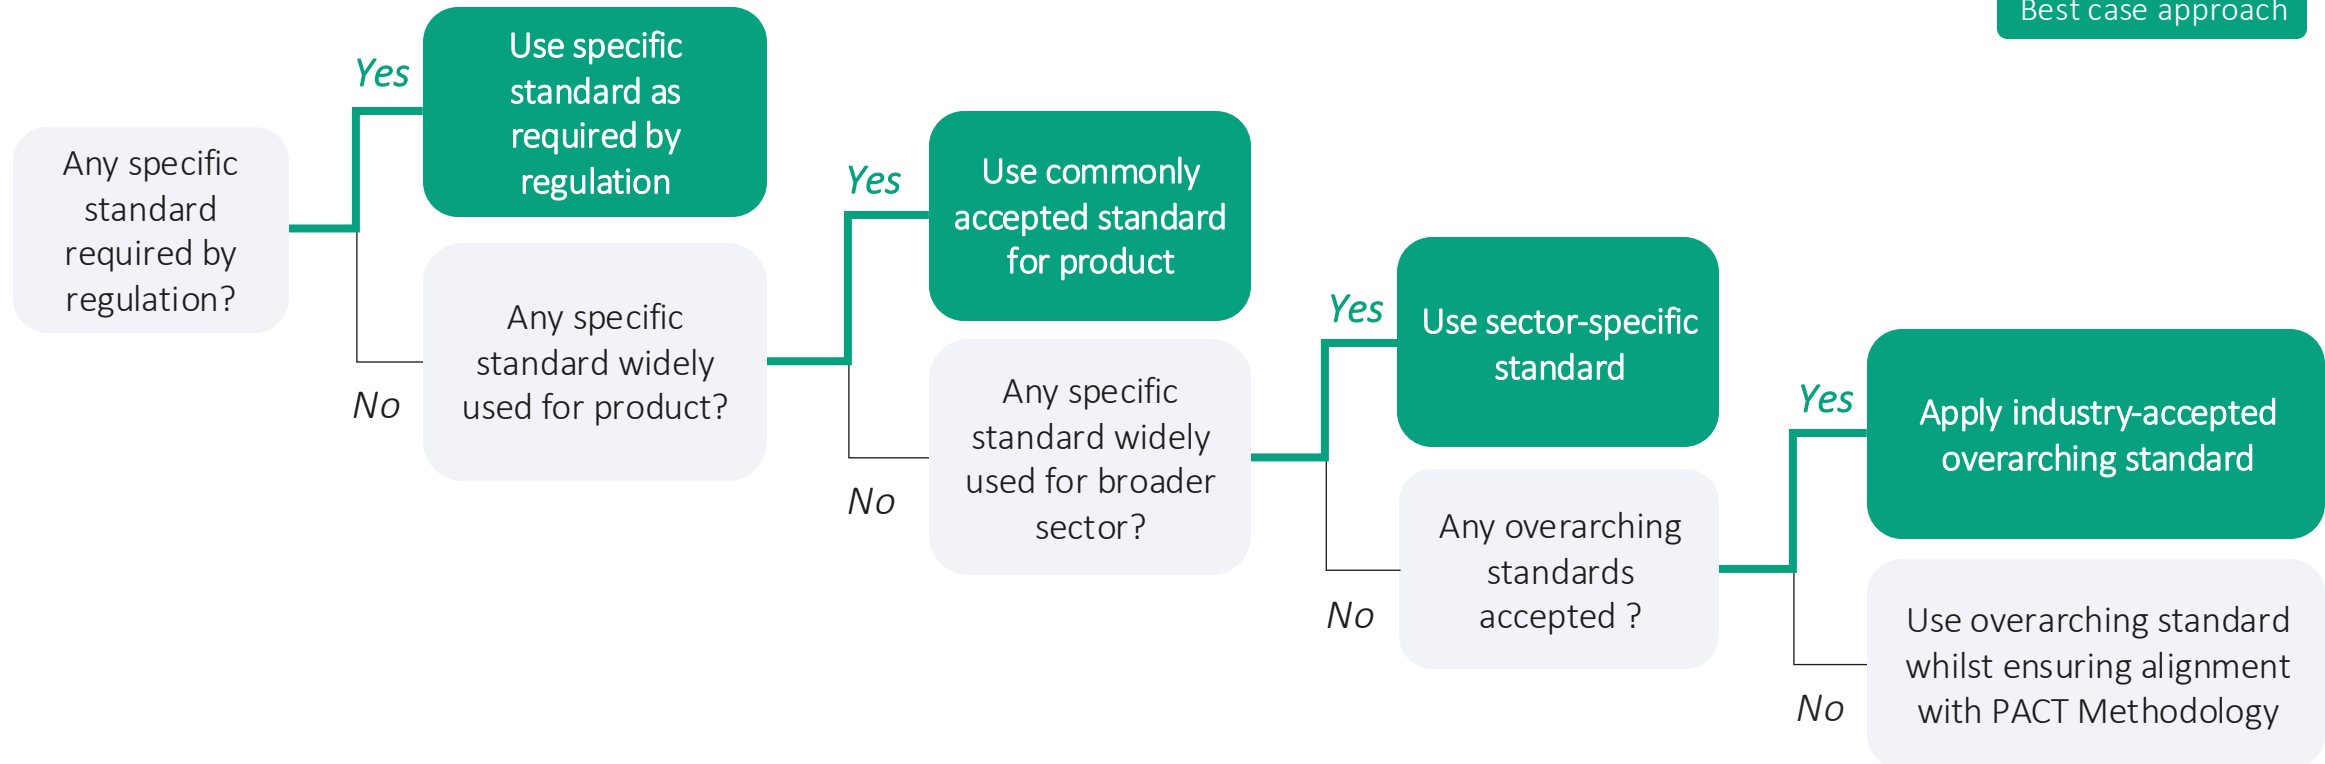 Best case approach
Yes
Use specific
standard as
required by
regulation
Any specific
standard
required by
regulation?
No
Any specific
standard widely
used for product?
Yes
Use commonly
accepted standard
for product
No
Any specific
standard widely
used for broader
sector?
Yes
Use sector-specific
standard
No
Any overarching
standards
accepted ?
Yes
Apply industry-accepted
overarching standard
No
Use overarching standard
whilst ensuring alignment
with PACT Methodology